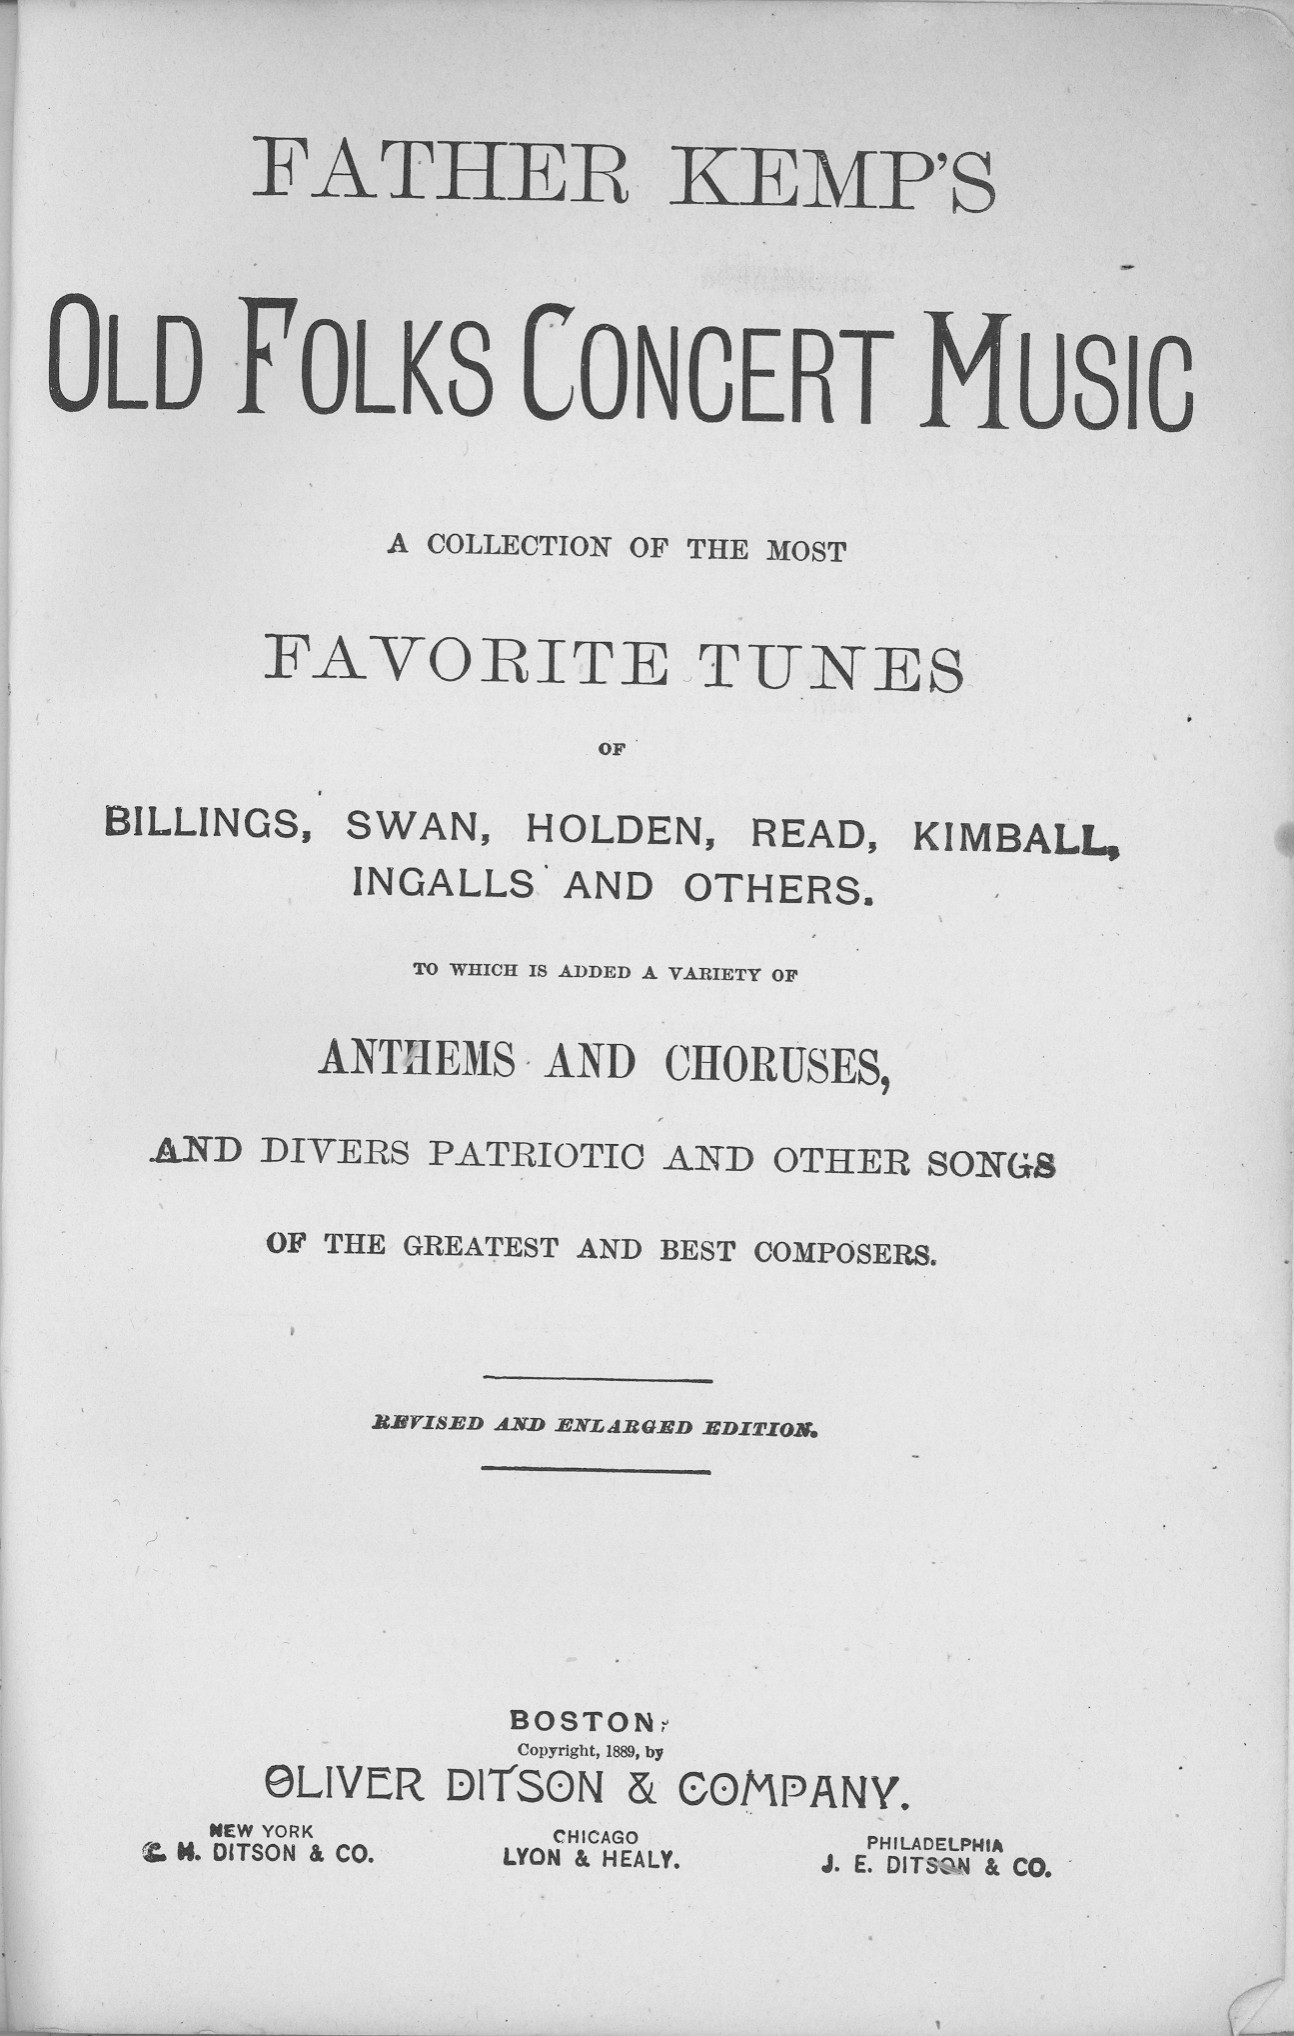 FATHER KEMP'S
OLD FOLKS CONCERT MUSIC
A COLLECTION OF THE MOST
FAVORITE TUNES
OF
BILLINGS, SWAN, HOLDEN, READ, KIMBALL,
INGALLS AND OTHERS.
TO WHICH IS ADDED A VARIETY OF
ANTHEMS AND CHORUSES,
AND DIVERS PATRIOTIC AND OTHER SONGS
OF THE GREATEST AND BEST COMPOSERS.
REVISED AND ENLARGED EDITION.
BOSTON:
Copyright, 1889, by
OLIVER DITSON & COMPANY.
NEW YORK CHICAGO PHILADELPHIA
C. H. DITSON & CO. LYON & HEALY. J. E. DITSON & CO.